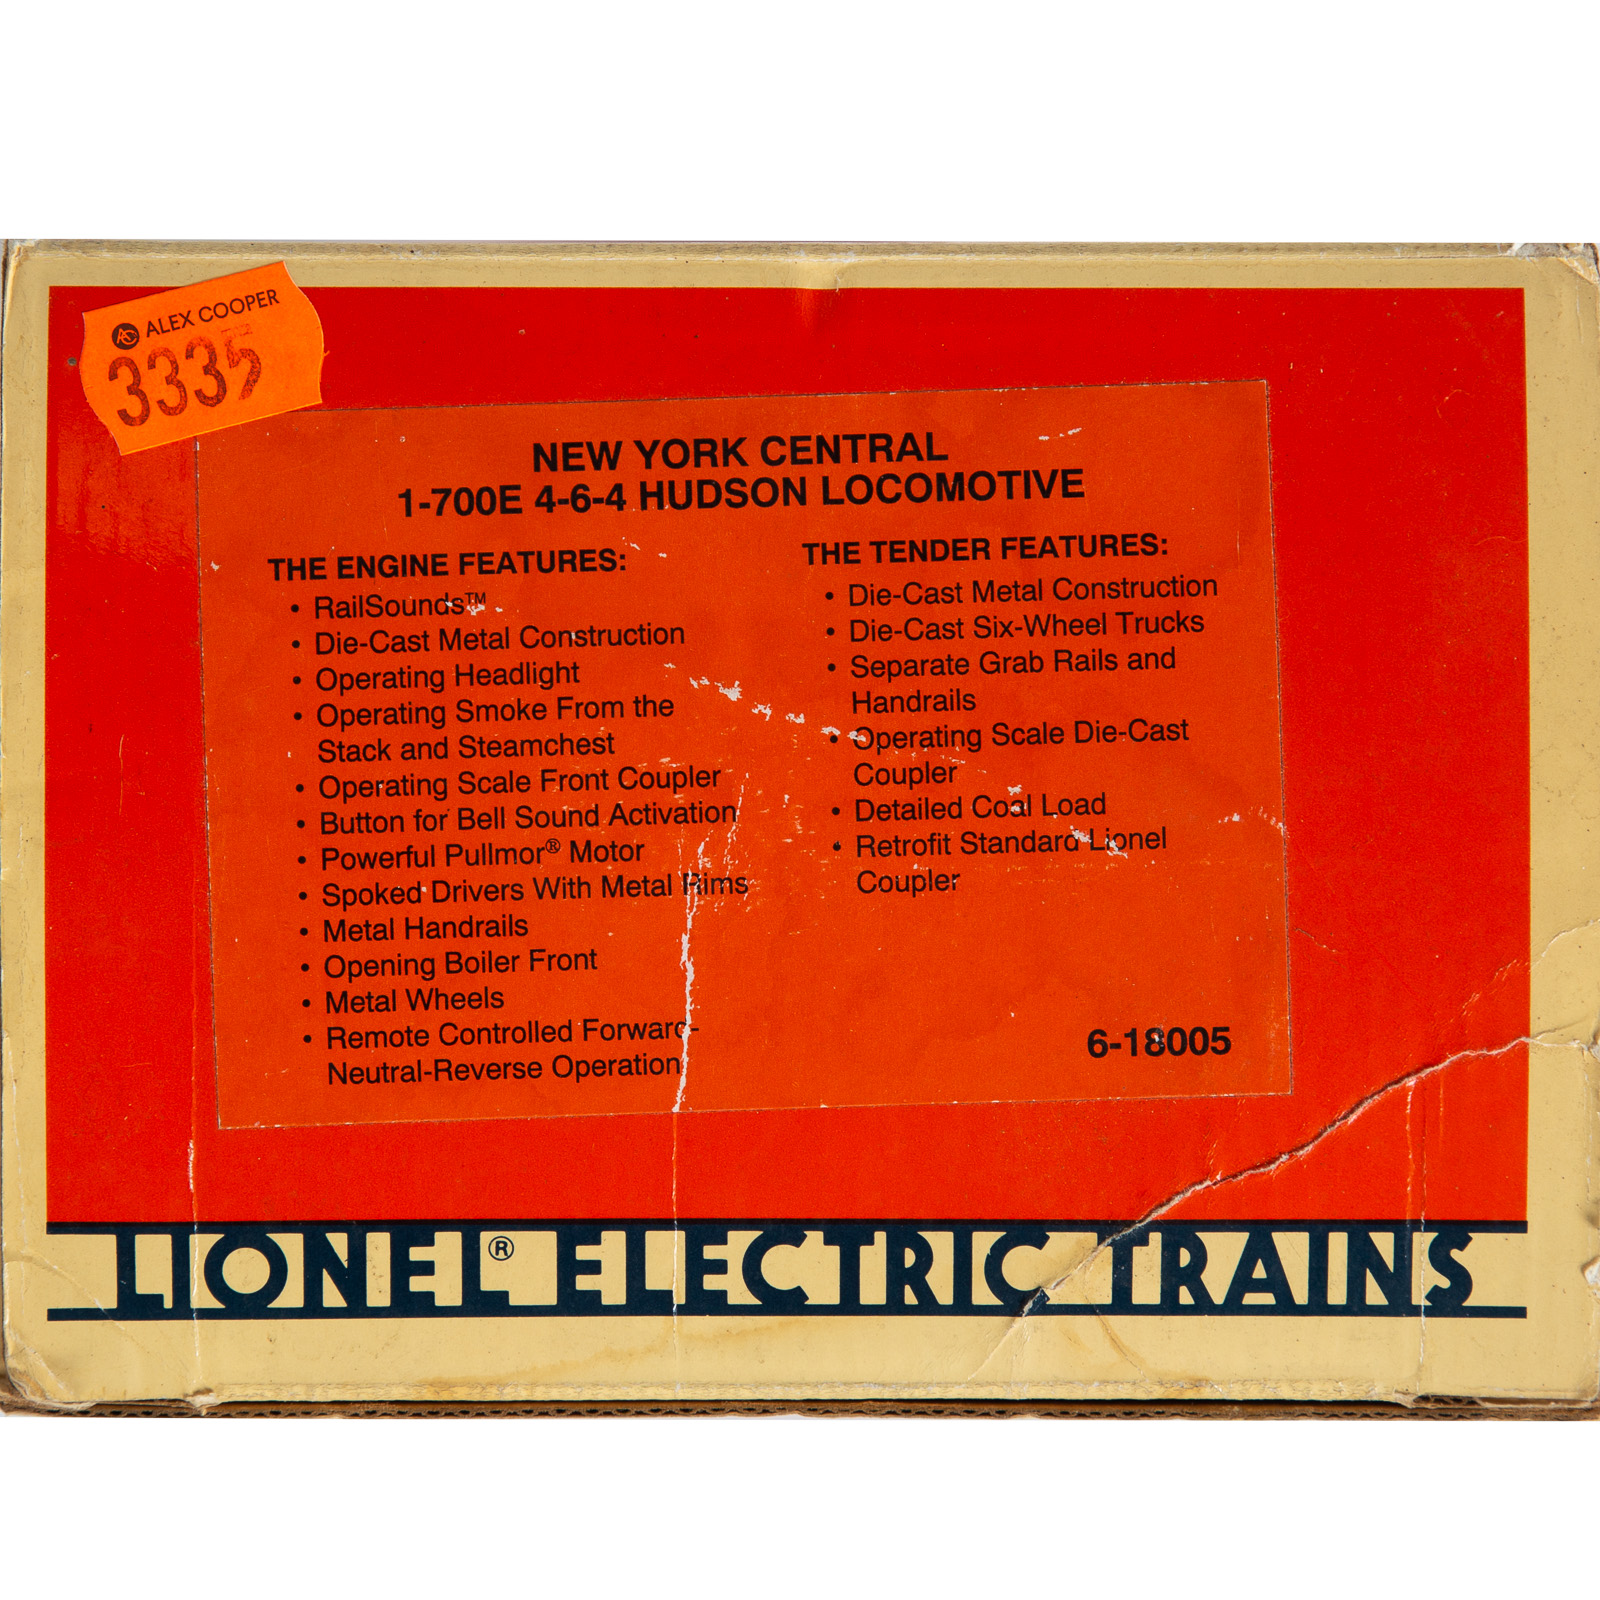 AC ALEX COOPER
3335
NEW YORK CENTRAL
1-700E 4-6-4 HUDSON LOCOMOTIVE
THE ENGINE FEATURES:
• RailSounds™
• Die-Cast Metal Construction
• Operating Headlight
• Operating Smoke From the
Stack and Steamchest
• Operating Scale Front Coupler
• Button for Bell Sound Activation
• Powerful Pullmor® Motor
• Spoked Drivers With Metal Rims
• Metal Handrails
• Opening Boiler Front
• Metal Wheels
• Remote Controlled Forward-
Neutral-Reverse Operation
THE TENDER FEATURES:
• Die-Cast Metal Construction
• Die-Cast Six-Wheel Trucks
• Separate Grab Rails and
Handrails
• Operating Scale Die-Cast
Coupler
• Detailed Coal Load
• Retrofit Standard Lionel
Coupler
6-18005
LIONEL® ELECTRIC TRAINS